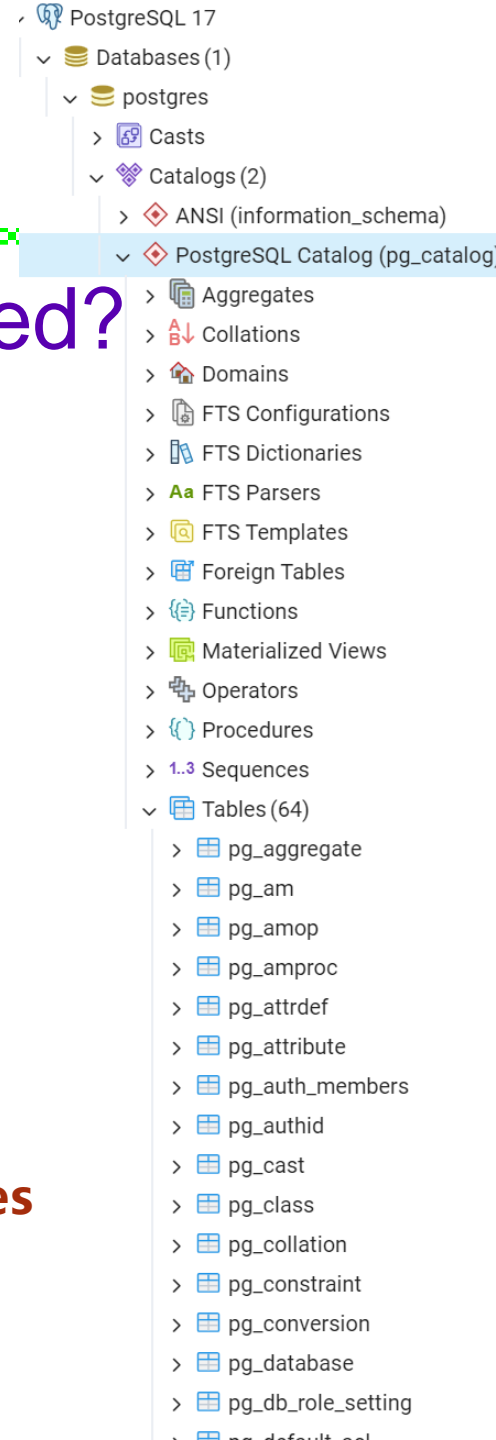 PostgreSQL 17
Databases (1)
postgres
Casts
Catalogs (2)
ANSI (information_schema)
PostgreSQL Catalog (pg_catalog)
Aggregates
ed?
Collations
Domains
FTS Configurations
FTS Dictionaries
Aa FTS Parsers
FTS Templates
Foreign Tables
Functions
Materialized Views
Operators
Procedures
1..3 Sequences
Tables (64)
pg_aggregate
pg_am
pg_amop
pg_amproc
pg_attrdef
pg_attribute
pg_auth_members
pg_authid
pg_cast
es
pg_class
pg_collation
pg_constraint
pg_conversion
pg_database
pg_db_role_setting